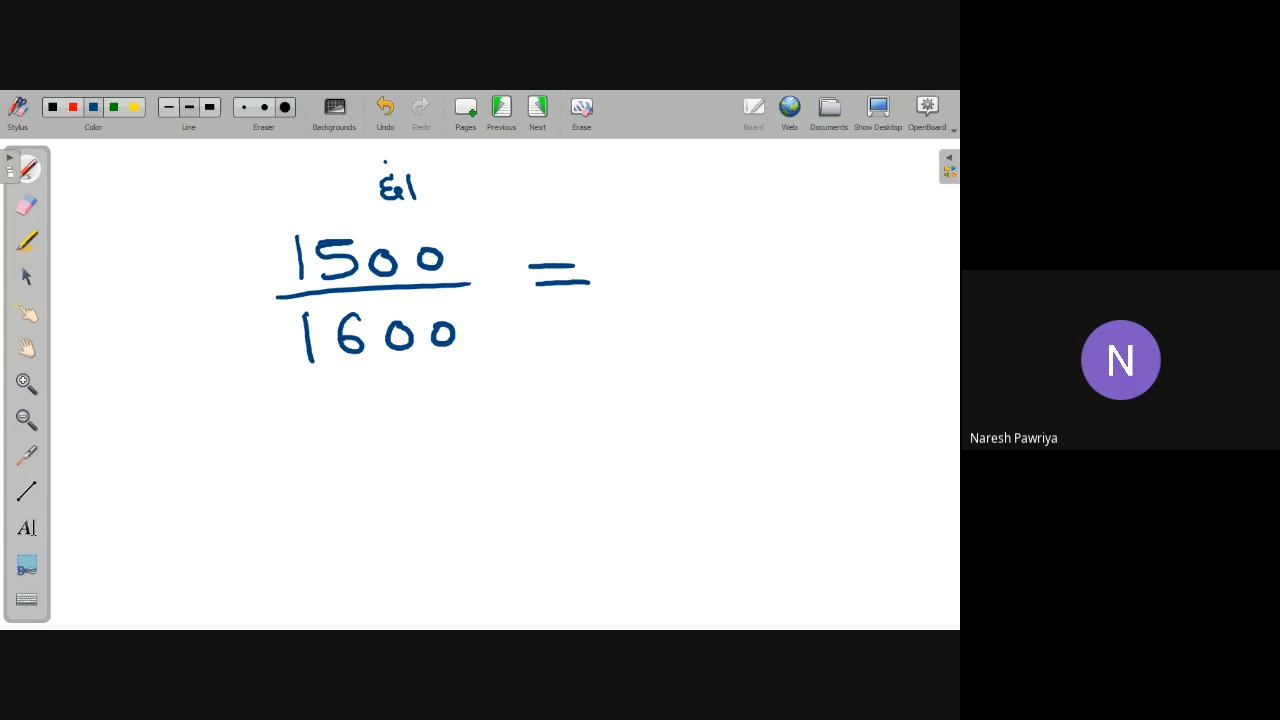 Stylus
Color
Line
Eraser
Backgrounds
Undo
Redo
Pages
Previous
Next
Erase
Board
Web
Documents
Show Desktop
OpenBoard
1500
=
1600
A
N
Naresh Pawriya